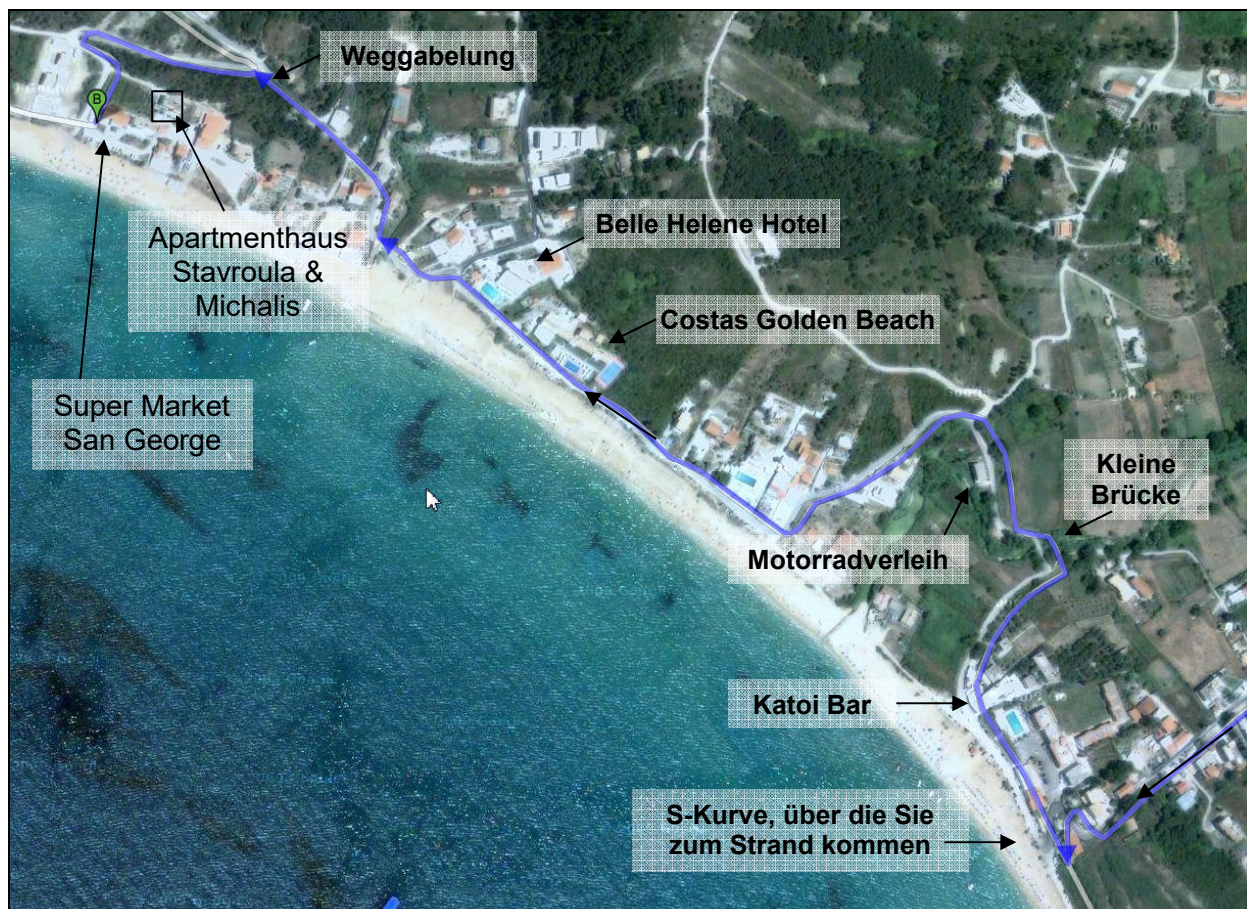 Weggabelung
B
Apartmenthaus
Stavroula &
Michalis
Belle Helene Hotel
Costas Golden Beach
Super Market
San George
Kleine
Brücke
Motorradverleih
Katoi Bar
S-Kurve, über die Sie
zum Strand kommen